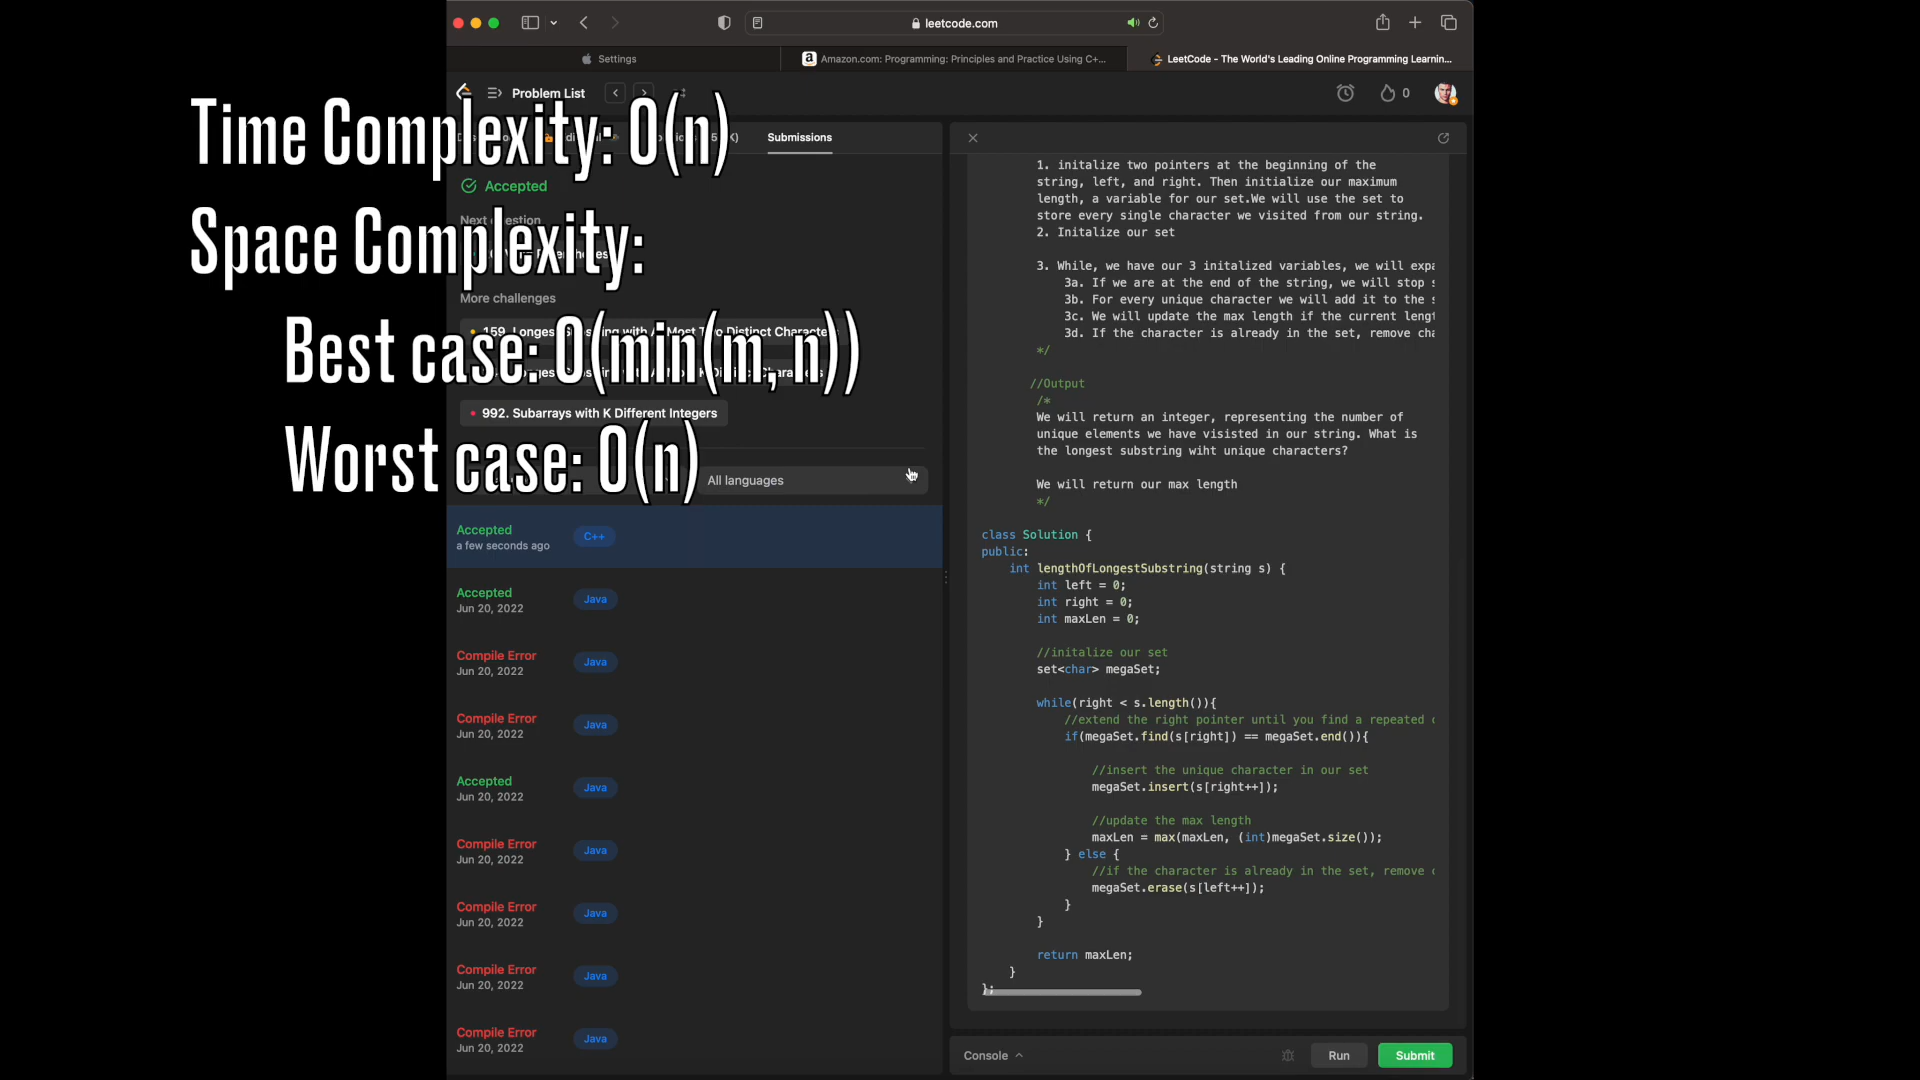 leetcode.com
Settings
Amazon.com: Programming: Principles and Practice Using C+...
LeetCode - The World's Leading Online Programming Learnin...
Problem List
0
Time Complexity: O(n)
Space Complexity:
Best case: O(min(m, n))
Worst case: O(n)
Submissions
Accepted
Next question
More challenges
159. Longest Substring with At Most Two Distinct Characters
992. Subarrays with K Different Integers
All languages
Accepted
a few seconds ago
C++
Accepted
Jun 20, 2022
Java
Compile Error
Jun 20, 2022
Java
Compile Error
Jun 20, 2022
Java
Accepted
Jun 20, 2022
Java
Compile Error
Jun 20, 2022
Java
Compile Error
Jun 20, 2022
Java
Compile Error
Jun 20, 2022
Java
Compile Error
Jun 20, 2022
Java
1. initalize two pointers at the beginning of the
string, left, and right. Then initialize our maximum
length, a variable for our set.We will use the set to
store every single character we visited from our string.
2. Initalize our set
3. While, we have our 3 initalized variables, we will expa
3a. If we are at the end of the string, we will stop s
3b. For every unique character we will add it to the s
3c. We will update the max length if the current lengt
3d. If the character is already in the set, remove cha
*/
//Output
/*
We will return an integer, representing the number of
unique elements we have visisted in our string. What is
the longest substring wiht unique characters?
We will return our max length
*/
class Solution {
public:
int lengthOfLongestSubstring(string s) {
int left = 0;
int right = 0;
int maxLen = 0;
//initalize our set
set<char> megaSet;
while(right < s.length()){
//extend the right pointer until you find a repeated c
if(megaSet.find(s[right]) == megaSet.end()){
//insert the unique character in our set
megaSet.insert(s[right++]);
//update the max length
maxLen = max(maxLen, (int)megaSet.size());
} else {
//if the character is already in the set, remove c
megaSet.erase(s[left++]);
}
}
return maxLen;
}
};
Console
Run
Submit